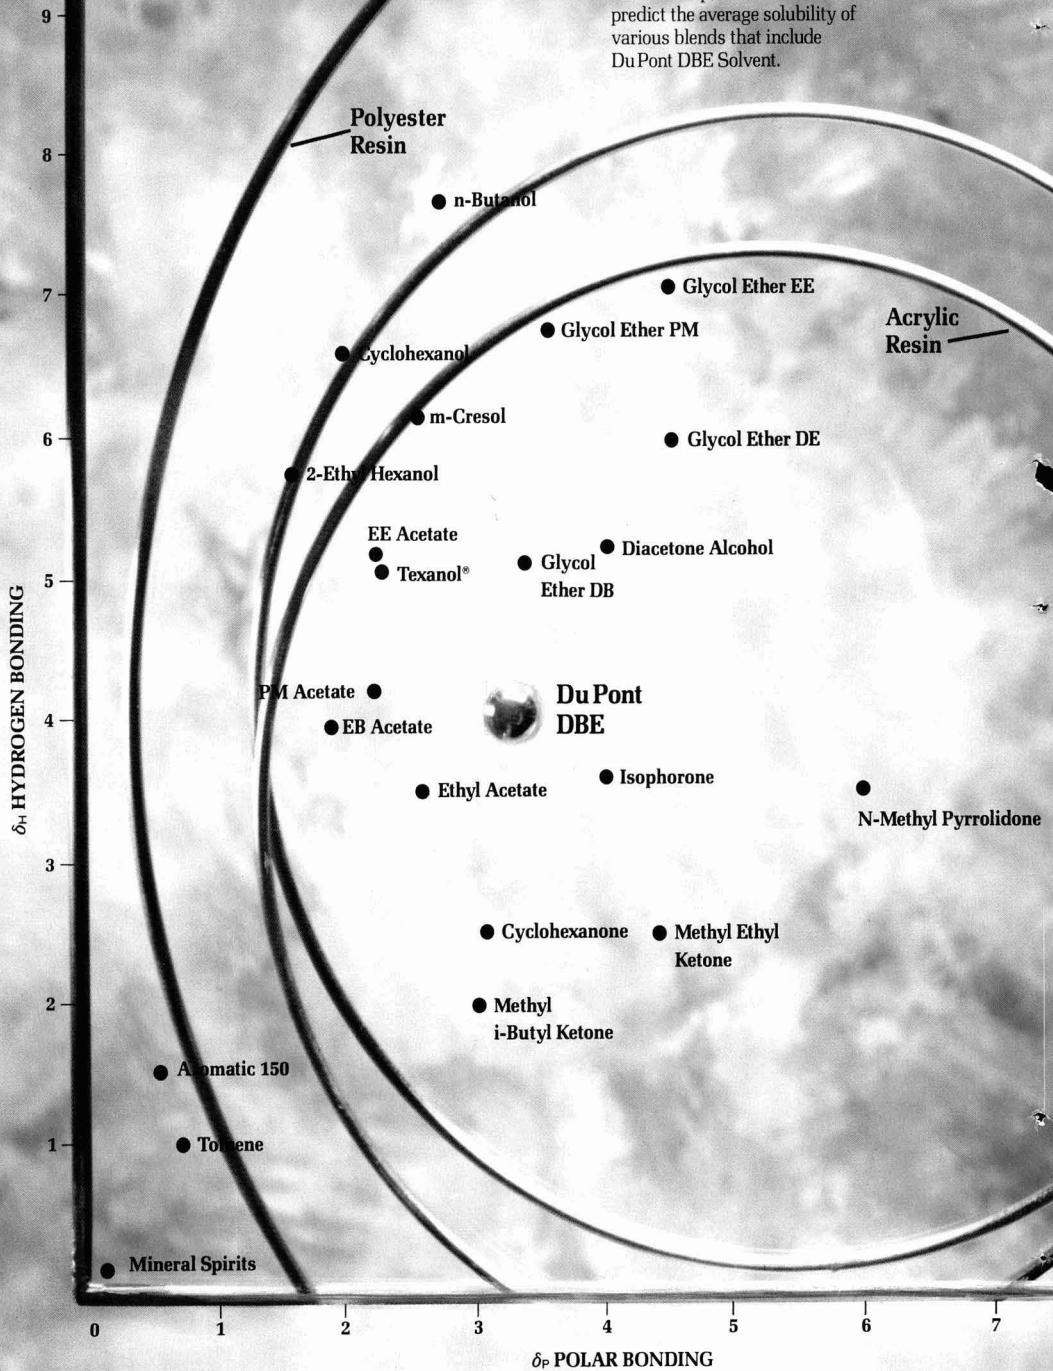 predict the average solubility of
various blends that include
Du Pont DBE Solvent.
9
Polyester
Resin
8
n-Butanol
7
Glycol Ether EE
Acrylic
Resin
Glycol Ether PM
Cyclohexanol
m-Cresol
6
Glycol Ether DE
2-Ethyl Hexanol
EE Acetate
Texanol®
Glycol
Ether DB
Diacetone Alcohol
5
PM Acetate
Du Pont
DBE
4
EB Acetate
Isophorone
Ethyl Acetate
N-Methyl Pyrrolidone
3
Cyclohexanone
Methyl Ethyl
Ketone
2
Methyl
i-Butyl Ketone
Aromatic 150
1
Toluene
Mineral Spirits
δH HYDROGEN BONDING
0 1 2 3 4 5 6 7
δP POLAR BONDING